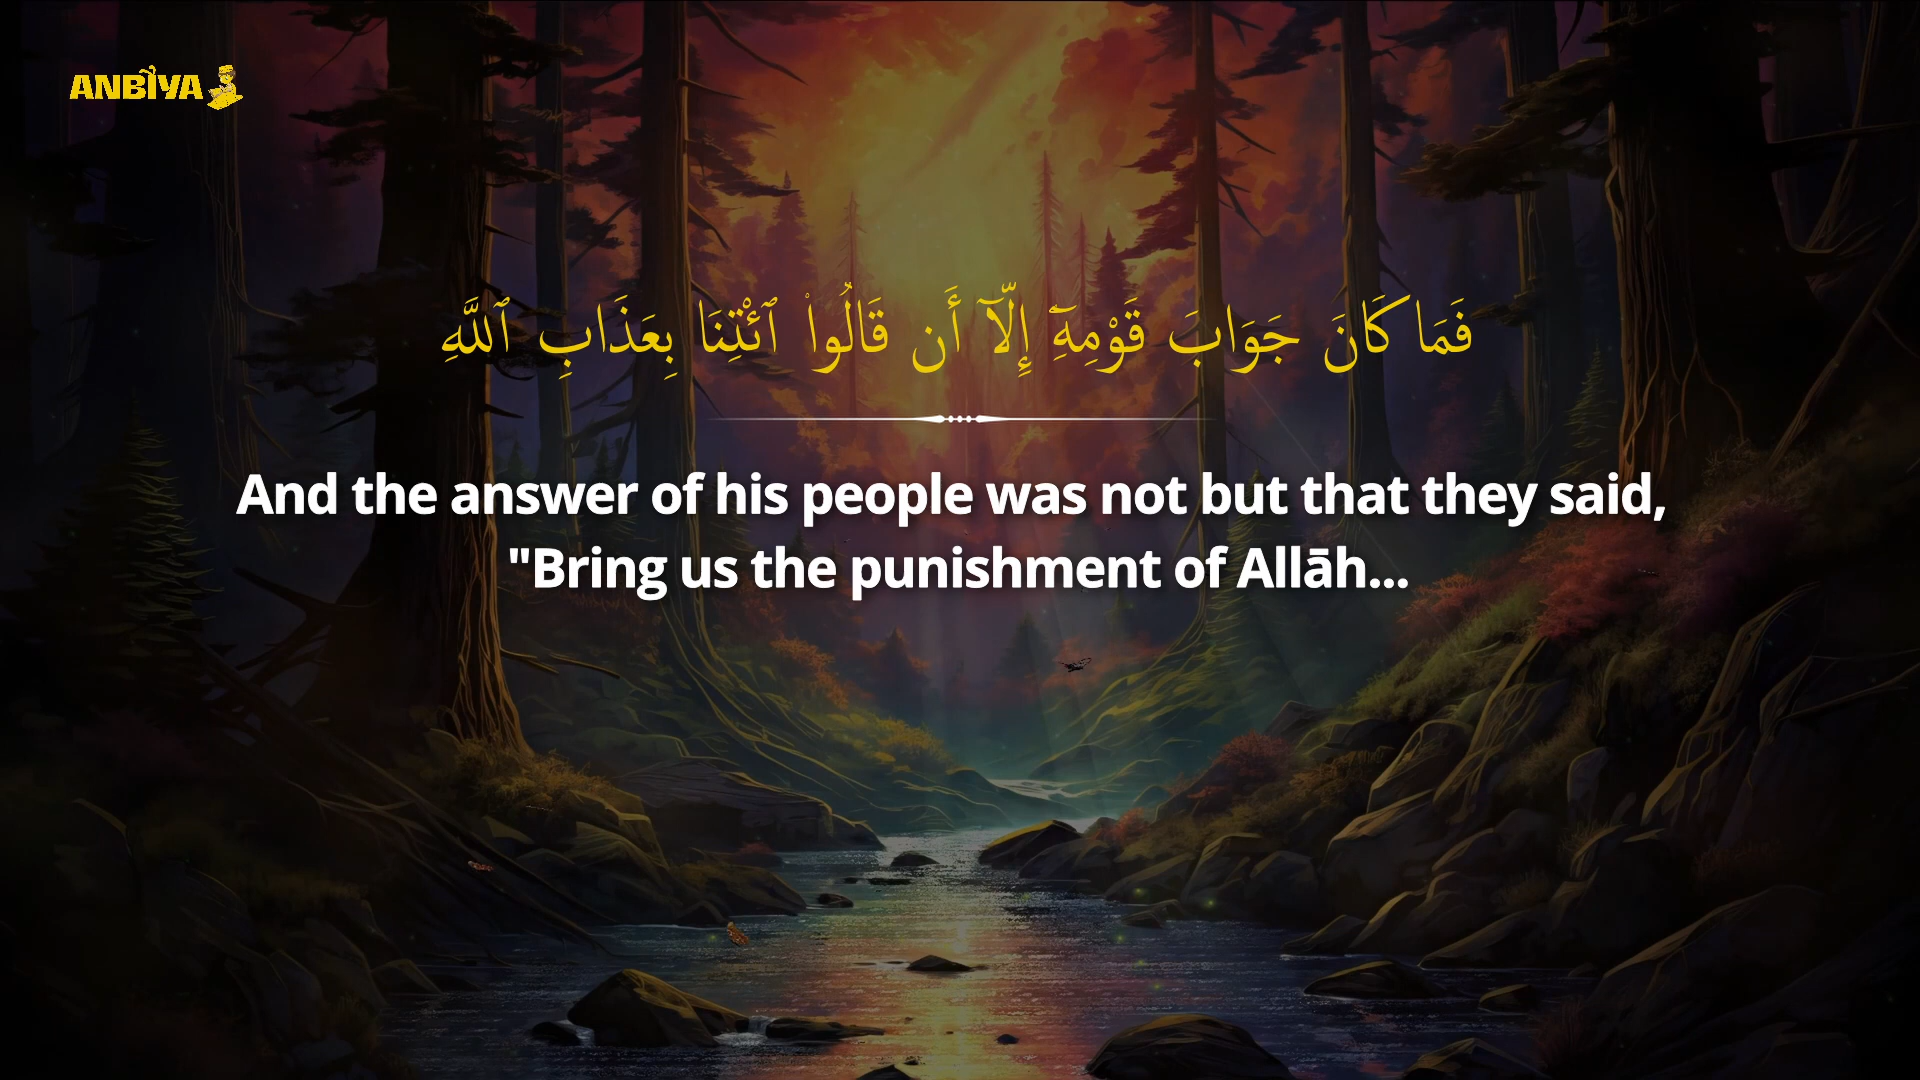 ANBIYA
فَمَا كَانَ جَوَابَ قَوْمِهِۦٓ إِلَّآ أَن قَالُوا۟ ٱئْتِنَا بِعَذَابِ ٱللَّهِ
And the answer of his people was not but that they said,
"Bring us the punishment of Allāh...